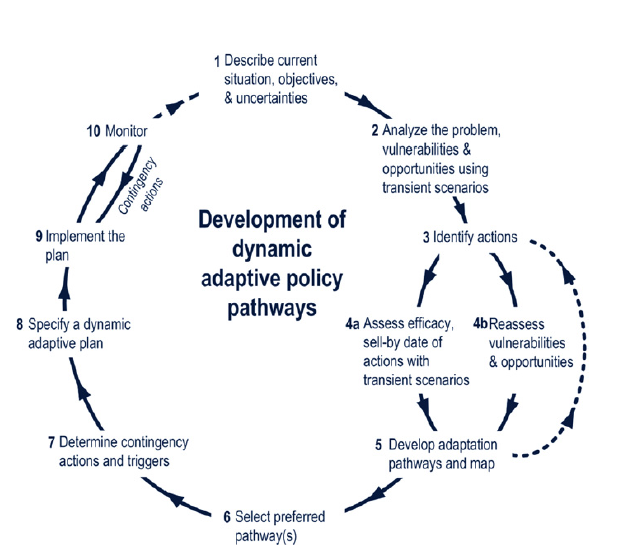 1 Describe current
situation, objectives,
& uncertainties
2 Analyze the problem,
vulnerabilities &
opportunities using
transient scenarios
3 Identify actions
4a Assess efficacy,
sell-by date of
actions with
transient scenarios
4b Reassess
vulnerabilities
& opportunities
5 Develop adaptation
pathways and map
6 Select preferred
pathway(s)
7 Determine contingency
actions and triggers
8 Specify a dynamic
adaptive plan
9 Implement the
plan
10 Monitor
Contingency
actions
Development of
dynamic
adaptive policy
pathways